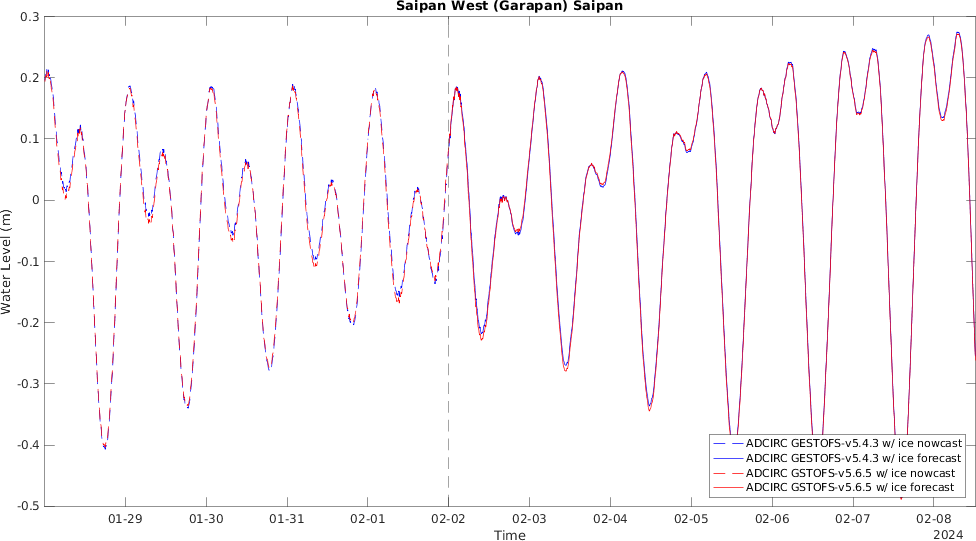 Saipan West (Garapan) Saipan
0.3
0.2
0.1
0
-0.1
-0.2
-0.3
-0.4
-0.5
Water Level (m)
ADCIRC GESTOFS-v5.4.3 w/ ice nowcast
ADCIRC GESTOFS-v5.4.3 w/ ice forecast
ADCIRC GSTOFS-v5.6.5 w/ ice nowcast
ADCIRC GSTOFS-v5.6.5 w/ ice forecast
01-29 01-30 01-31 02-01 02-02 02-03 02-04 02-05 02-06 02-07 02-08
Time 2024